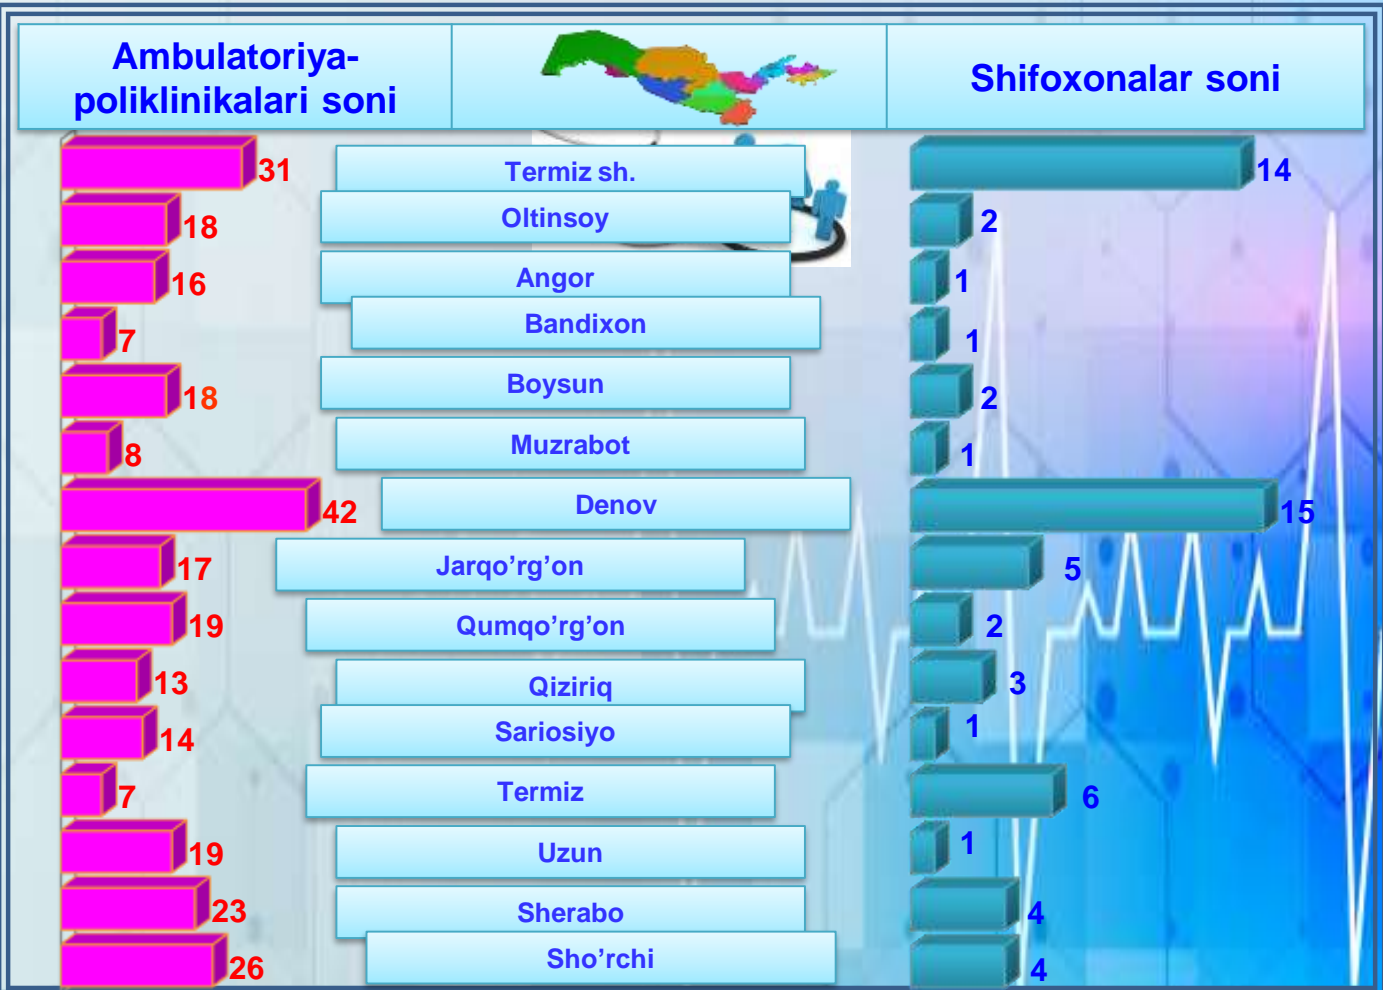 Ambulatoriya-
poliklinikalari soni
Shifoxonalar soni
31 Termiz sh. 14
18 Oltinsoy 2
16 Angor 1
7 Bandixon 1
18 Boysun 2
8 Muzrabot 1
42 Denov 15
17 Jarqo’rg’on 5
19 Qumqo’rg’on 2
13 Qiziriq 3
14 Sariosiyo 1
7 Termiz 6
19 Uzun 1
23 Sherabo 4
26 Sho’rchi 4